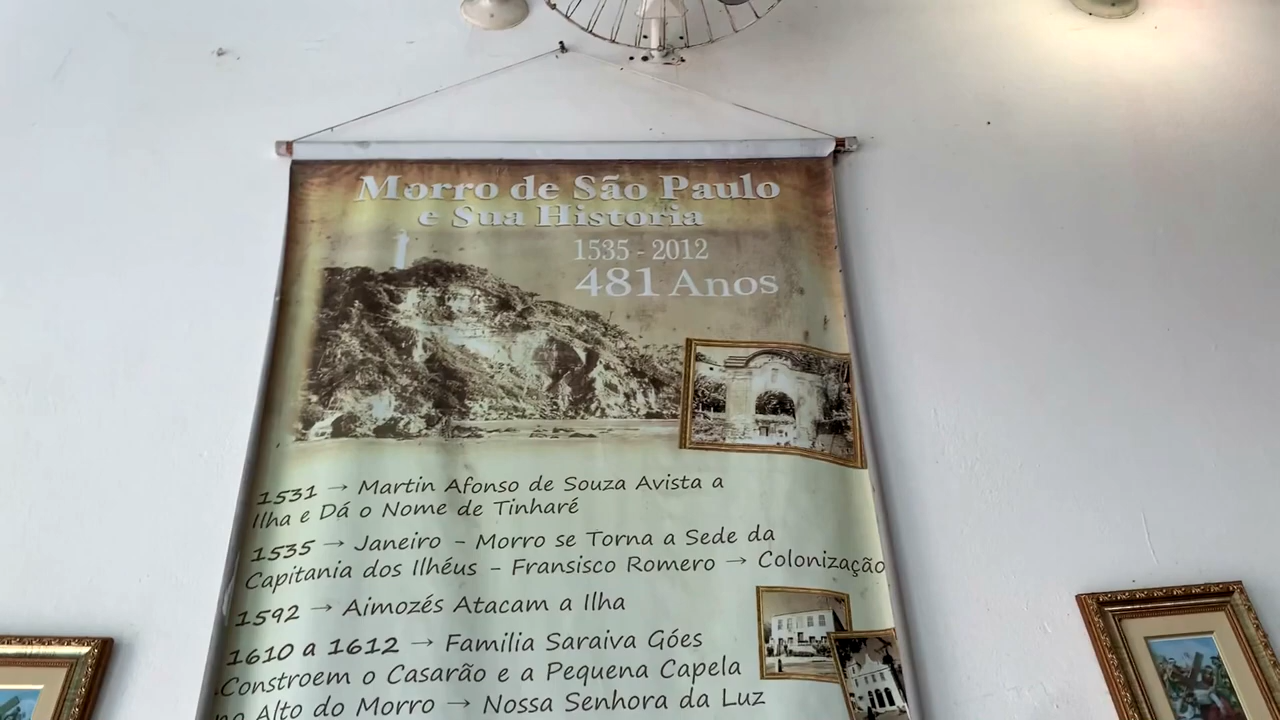 Morro de São Paulo
e Sua Historia
1535 - 2012
481 Anos
1531 → Martin Afonso de Souza Avista a
Ilha e Dá o Nome de Tinharé
1535 → Janeiro - Morro se Torna a Sede da
Capitania dos Ilhéus - Fransisco Romero → Colonização
1592 → Aimozés Atacam a Ilha
1610 a 1612 → Familia Saraiva Góes
Constroem o Casarão e a Pequena Capela
no Alto do Morro → Nossa Senhora da Luz